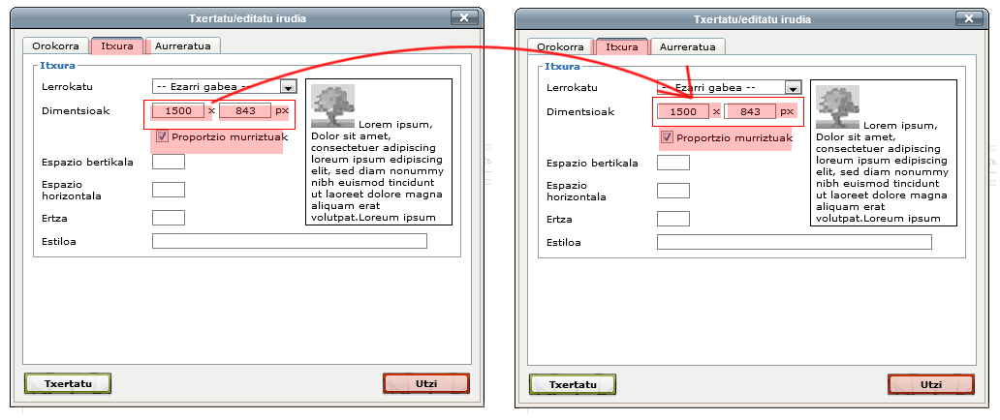 Txertatu/editatu irudia
Orokorra Itxura Aurreratua
Itxura
Lerrokatu -- Ezarri gabea --
Dimentsioak 1500 x 843 px
Proportzio murriztuak
Espazio bertikala
Espazio
horizontala
Ertza
Estiloa
Lorem ipsum,
Dolor sit amet,
consectetuer adipiscing
loreum ipsum edipiscing
elit, sed diam nonummy
nibh euismod tincidunt
ut laoreet dolore magna
aliquam erat
volutpat.Loreum ipsum
Txertatu Utzi
Txertatu/editatu irudia
Orokorra Itxura Aurreratua
Itxura
Lerrokatu -- Ezarri gabea --
Dimentsioak 1500 x 843 px
Proportzio murriztuak
Espazio bertikala
Espazio
horizontala
Ertza
Estiloa
Lorem ipsum,
Dolor sit amet,
consectetuer adipiscing
loreum ipsum edipiscing
elit, sed diam nonummy
nibh euismod tincidunt
ut laoreet dolore magna
aliquam erat
volutpat.Loreum ipsum
Txertatu Utzi